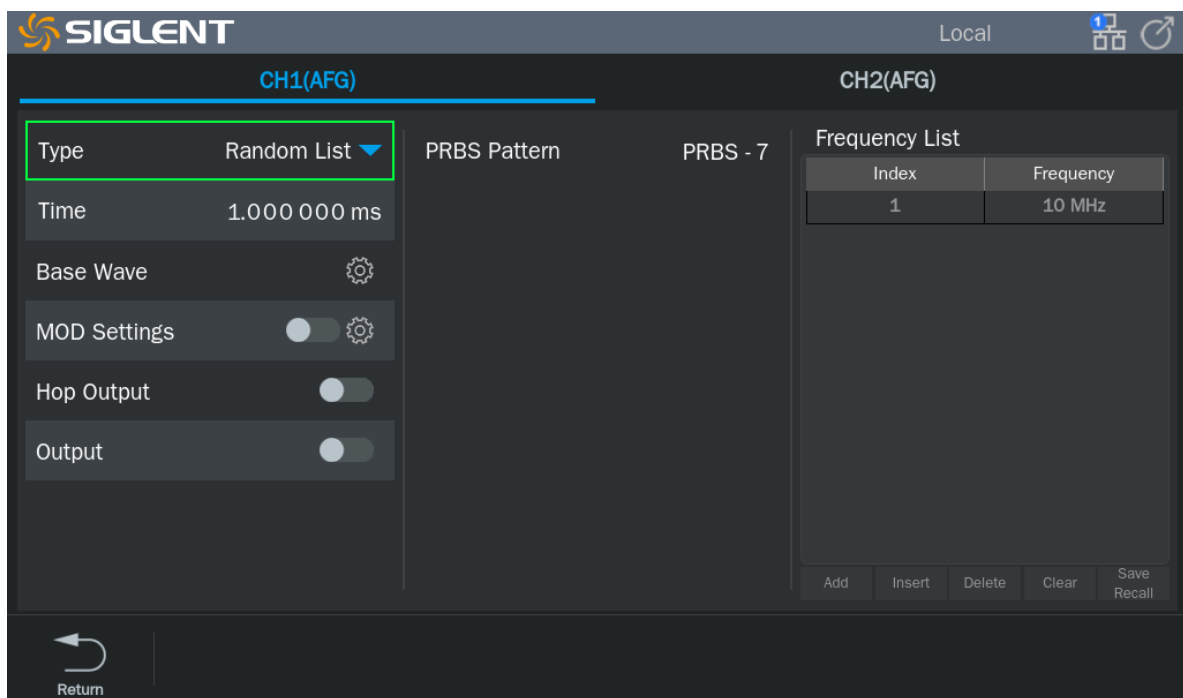 SIGLENT
Local
1
CH1(AFG)
CH2(AFG)
Type Random List
Time 1.000 000 ms
Base Wave
MOD Settings
Hop Output
Output
PRBS Pattern PRBS - 7
Frequency List
Index Frequency
1 10 MHz
Add Insert Delete Clear Save
Recall
Return